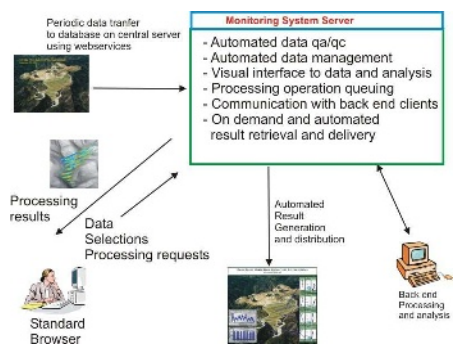 Periodic data tranfer
to database on central server
using webservices
Monitoring System Server
- Automated data qa/qc
- Automated data management
- Visual interface to data and analysis
- Processing operation queuing
- Communication with back end clients
- On demand and automated
result retrieval and delivery
Processing
results
Data
Selections
Processing requests
Automated
Result
Generation
and distribution
Standard
Browser
Back end
Processing
and analysis